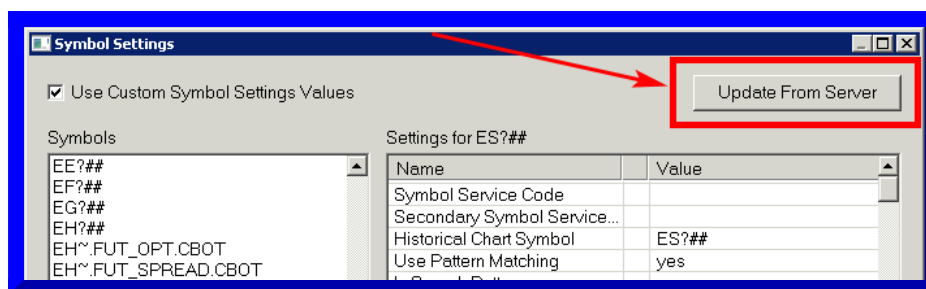 Symbol Settings
Use Custom Symbol Settings Values
Update From Server
Symbols
EE?##
EF?##
EG?##
EH?##
EH~.FUT_OPT.CBOT
EH~.FUT_SPREAD.CBOT
Settings for ES?##
Name Value
Symbol Service Code
Secondary Symbol Service...
Historical Chart Symbol ES?##
Use Pattern Matching yes